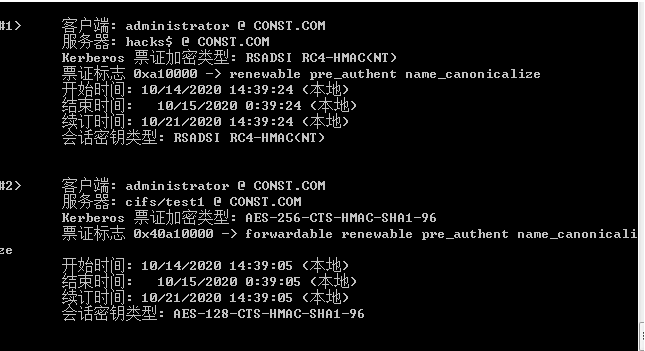 #1>     客户端: administrator @ CONST.COM
        服务器: hacks$ @ CONST.COM
        Kerberos 票证加密类型: RSADSI RC4-HMAC(NT)
        票证标志 0xa10000 -> renewable pre_authent name_canonicalize
        开始时间: 10/14/2020 14:39:24 (本地)
        结束时间:   10/15/2020 0:39:24 (本地)
        续订时间: 10/21/2020 14:39:24 (本地)
        会话密钥类型: RSADSI RC4-HMAC(NT)
#2>     客户端: administrator @ CONST.COM
        服务器: cifs/test1 @ CONST.COM
        Kerberos 票证加密类型: AES-256-CTS-HMAC-SHA1-96
        票证标志 0x40a10000 -> forwardable renewable pre_authent name_canonicali
ze
        开始时间: 10/14/2020 14:39:05 (本地)
        结束时间:   10/15/2020 0:39:05 (本地)
        续订时间: 10/21/2020 14:39:05 (本地)
        会话密钥类型: AES-128-CTS-HMAC-SHA1-96